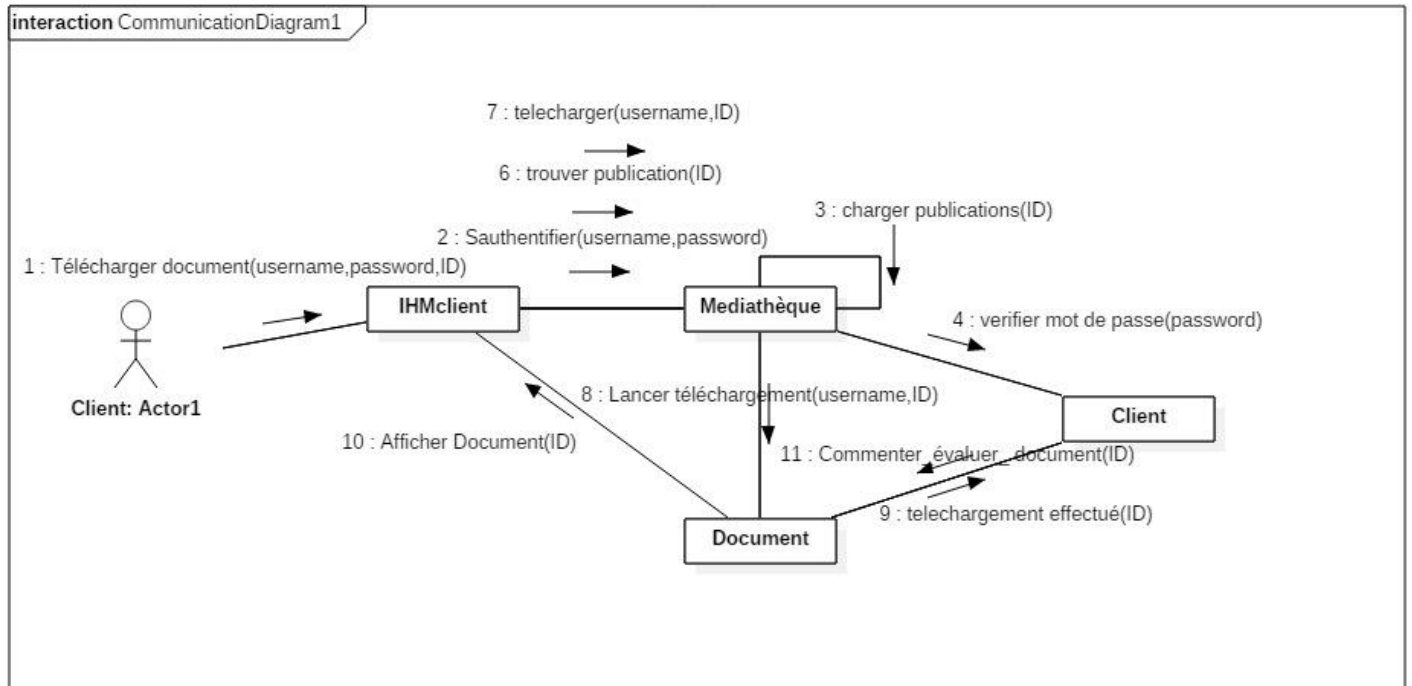 interaction CommunicationDiagram1
7 : telecharger(username,ID)
6 : trouver publication(ID)
3 : charger publications(ID)
2 : Sauthentifier(username,password)
1 : Télécharger document(username,password,ID)
IHMclient
Mediathèque
4 : verifier mot de passe(password)
8 : Lancer téléchargement(username,ID)
Client: Actor1
Client
10 : Afficher Document(ID)
11 : Commenter_évaluer_document(ID)
9 : telechargement effectué(ID)
Document